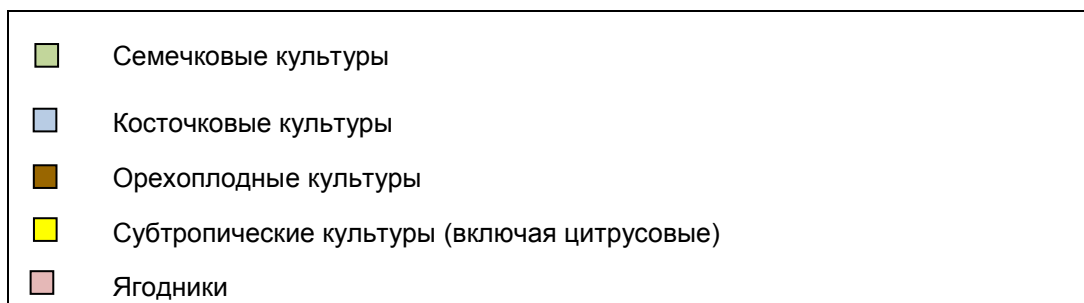 Семечковые культуры
Косточковые культуры
Орехоплодные культуры
Субтропические культуры (включая цитрусовые)
Ягодники